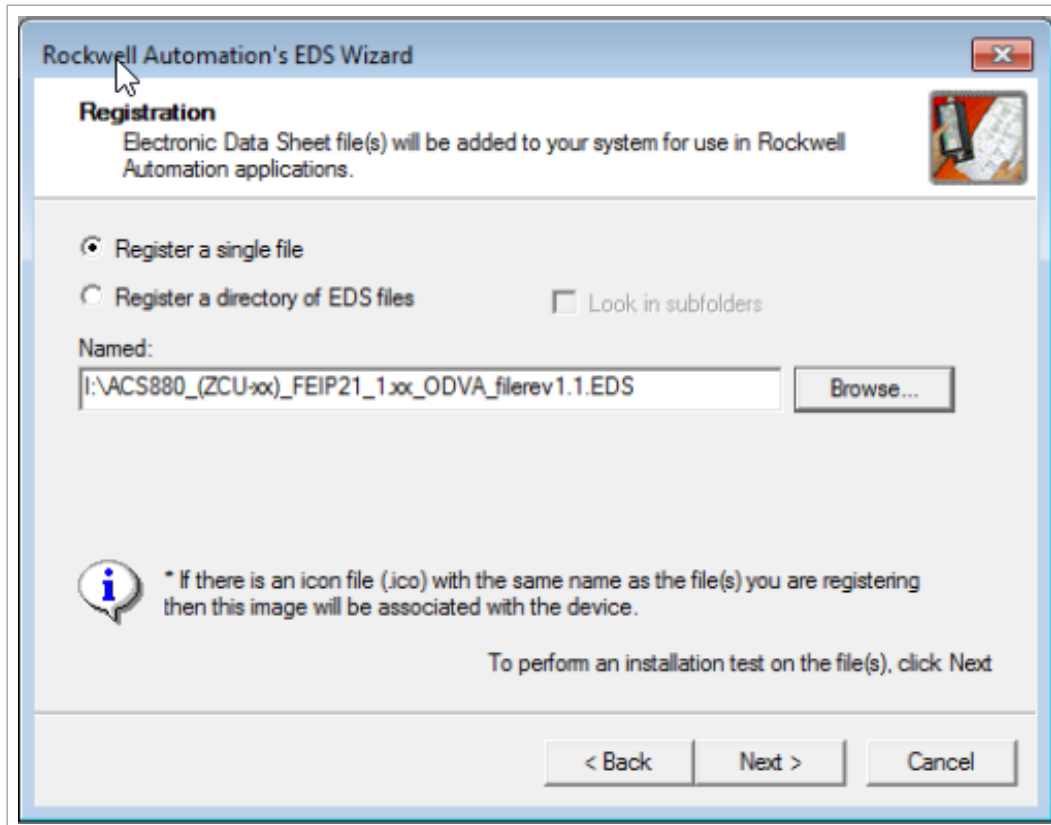 Rockwell Automation's EDS Wizard
Registration
Electronic Data Sheet file(s) will be added to your system for use in Rockwell
Automation applications.
Register a single file
Register a directory of EDS files
Look in subfolders
Named:
I:\ACS880_(ZCU-xx)_FEIP21_1.xx_ODVA_filerev1.1.EDS
Browse...
* If there is an icon file (.ico) with the same name as the file(s) you are registering
then this image will be associated with the device.
To perform an installation test on the file(s), click Next
< Back
Next >
Cancel